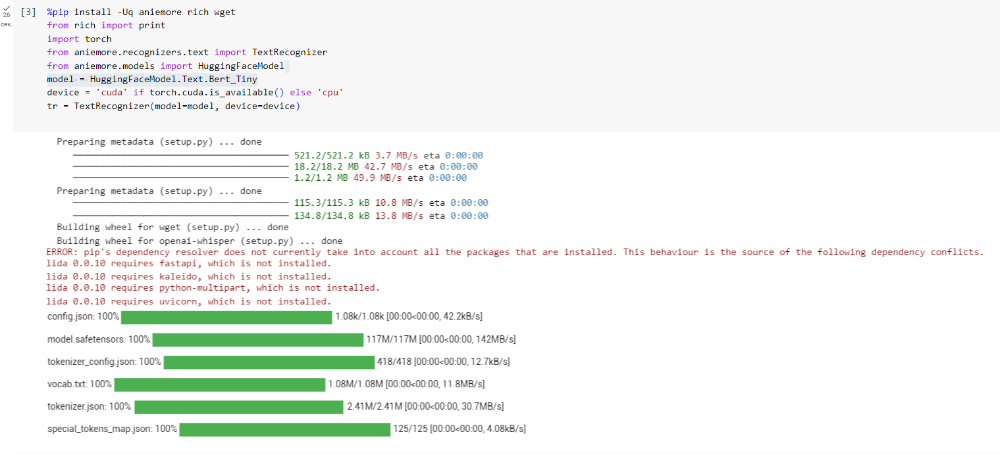 26
сек.
[3] %pip install -Uq aniemore rich wget
from rich import print
import torch
from aniemore.recognizers.text import TextRecognizer
from aniemore.models import HuggingFaceModel
model = HuggingFaceModel.Text.Bert_Tiny
device = 'cuda' if torch.cuda.is_available() else 'cpu'
tr = TextRecognizer(model=model, device=device)
Preparing metadata (setup.py) ... done
521.2/521.2 kB 3.7 MB/s eta 0:00:00
18.2/18.2 MB 42.7 MB/s eta 0:00:00
1.2/1.2 MB 49.9 MB/s eta 0:00:00
Preparing metadata (setup.py) ... done
115.3/115.3 kB 10.8 MB/s eta 0:00:00
134.8/134.8 kB 13.8 MB/s eta 0:00:00
Building wheel for wget (setup.py) ... done
Building wheel for openai-whisper (setup.py) ... done
ERROR: pip's dependency resolver does not currently take into account all the packages that are installed. This behaviour is the source of the following dependency conflicts.
lida 0.0.10 requires fastapi, which is not installed.
lida 0.0.10 requires kaleido, which is not installed.
lida 0.0.10 requires python-multipart, which is not installed.
lida 0.0.10 requires uvicorn, which is not installed.
config.json: 100% 1.08k/1.08k [00:00<00:00, 42.2kB/s]
model.safetensors: 100% 117M/117M [00:00<00:00, 142MB/s]
tokenizer_config.json: 100% 418/418 [00:00<00:00, 12.7kB/s]
vocab.txt: 100% 1.08M/1.08M [00:00<00:00, 11.8MB/s]
tokenizer.json: 100% 2.41M/2.41M [00:00<00:00, 30.7MB/s]
special_tokens_map.json: 100% 125/125 [00:00<00:00, 4.08kB/s]